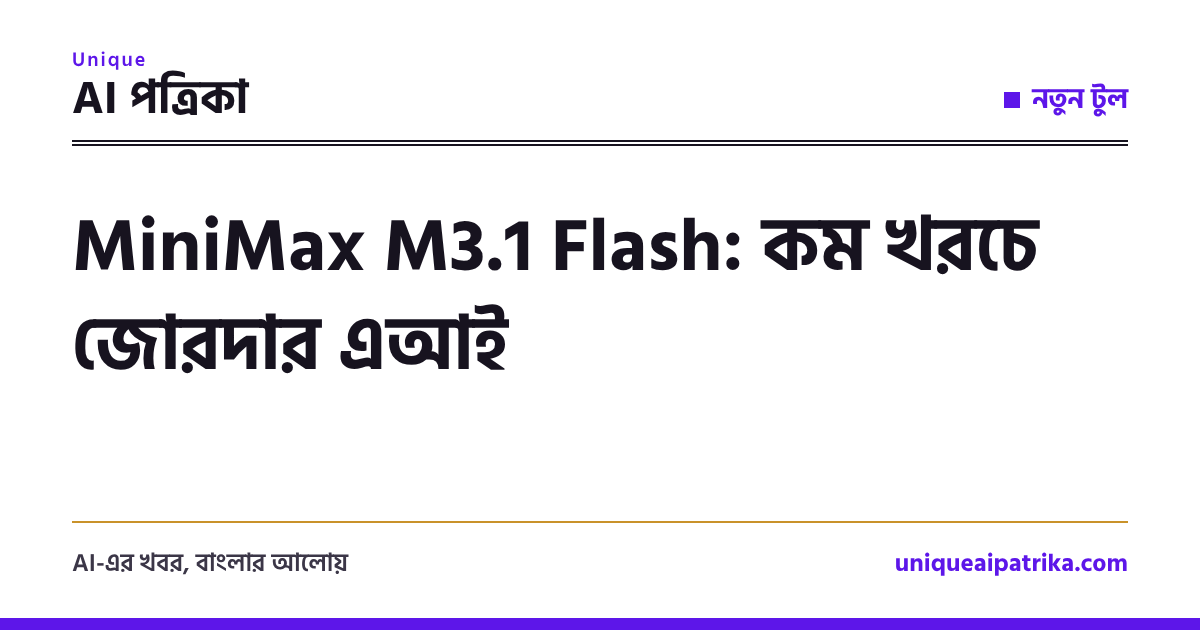 Unique
AI পত্রিকা
নতুন টুল
MiniMax M3.1 Flash: কম খরচে
জোরদার এআই
AI-এর খবর, বাংলার আলোয়
uniqueaipatrika.com